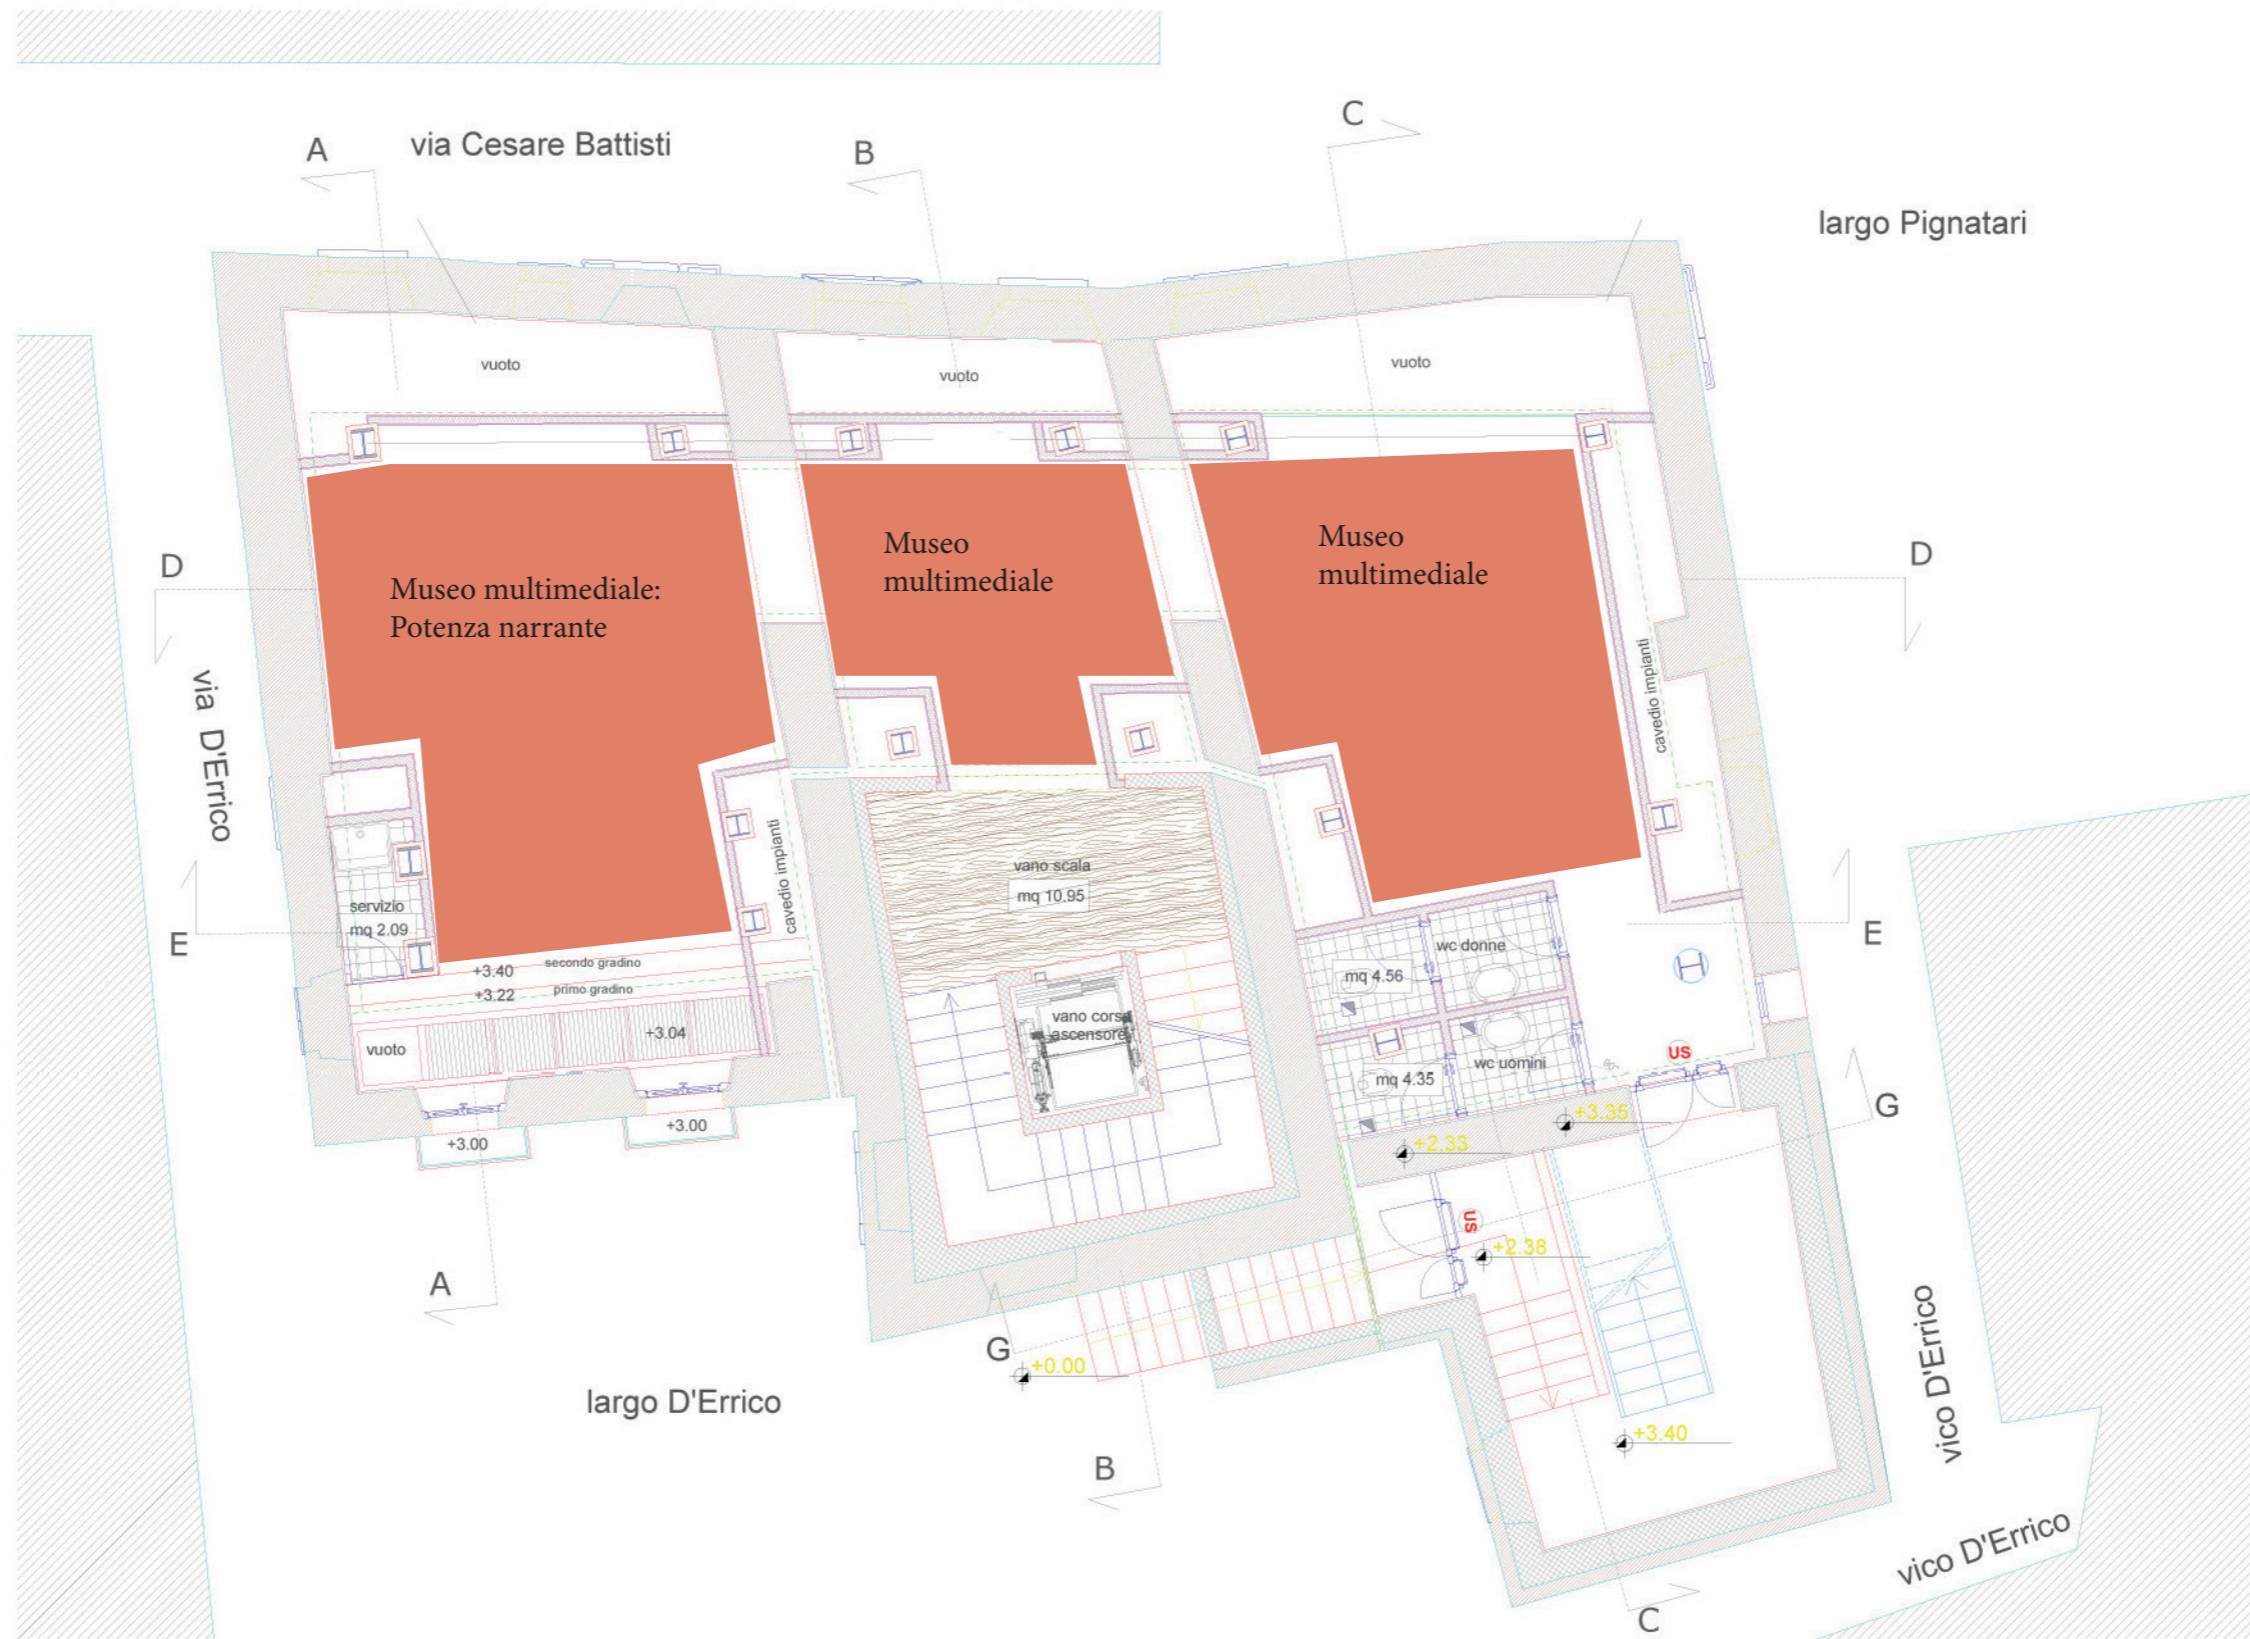 C
A
via Cesare Battisti
B
largo Pignatari
vuoto
vuoto
vuoto
Museo
multimediale
Museo
multimediale
Museo multimediale:
Potenza narrante
D
D
via D'Errico
cavedio impianti
cavedio impianti
vano scala
mq 10.95
servizio
mq 2.09
E
E
wc donne
mq 4.56
secondo gradino
+3.40
primo gradino
+3.22
+3.04
vuoto
vano corsa
ascensore
wc uomini
mq 4.35
US
G
+3.35
+2.33
+3.00
+3.00
US
+2.38
A
G
+0.00
largo D'Errico
vico D'Errico
+3.40
B
vico D'Errico
C